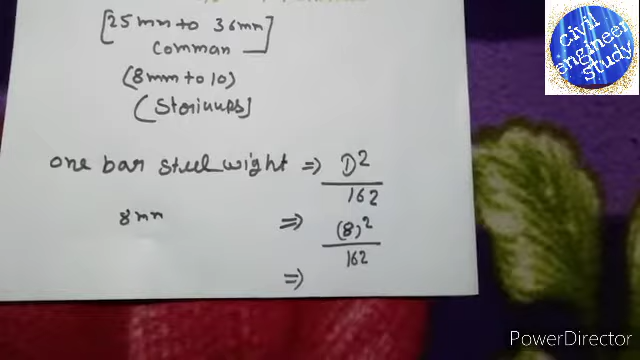 [25mm to 36mm]
comman
(8mm to 10)
(Storinups]
one bar steel wight => D²/162
8mm => (8)²/162
=>
civil
engineer
study
PowerDirector